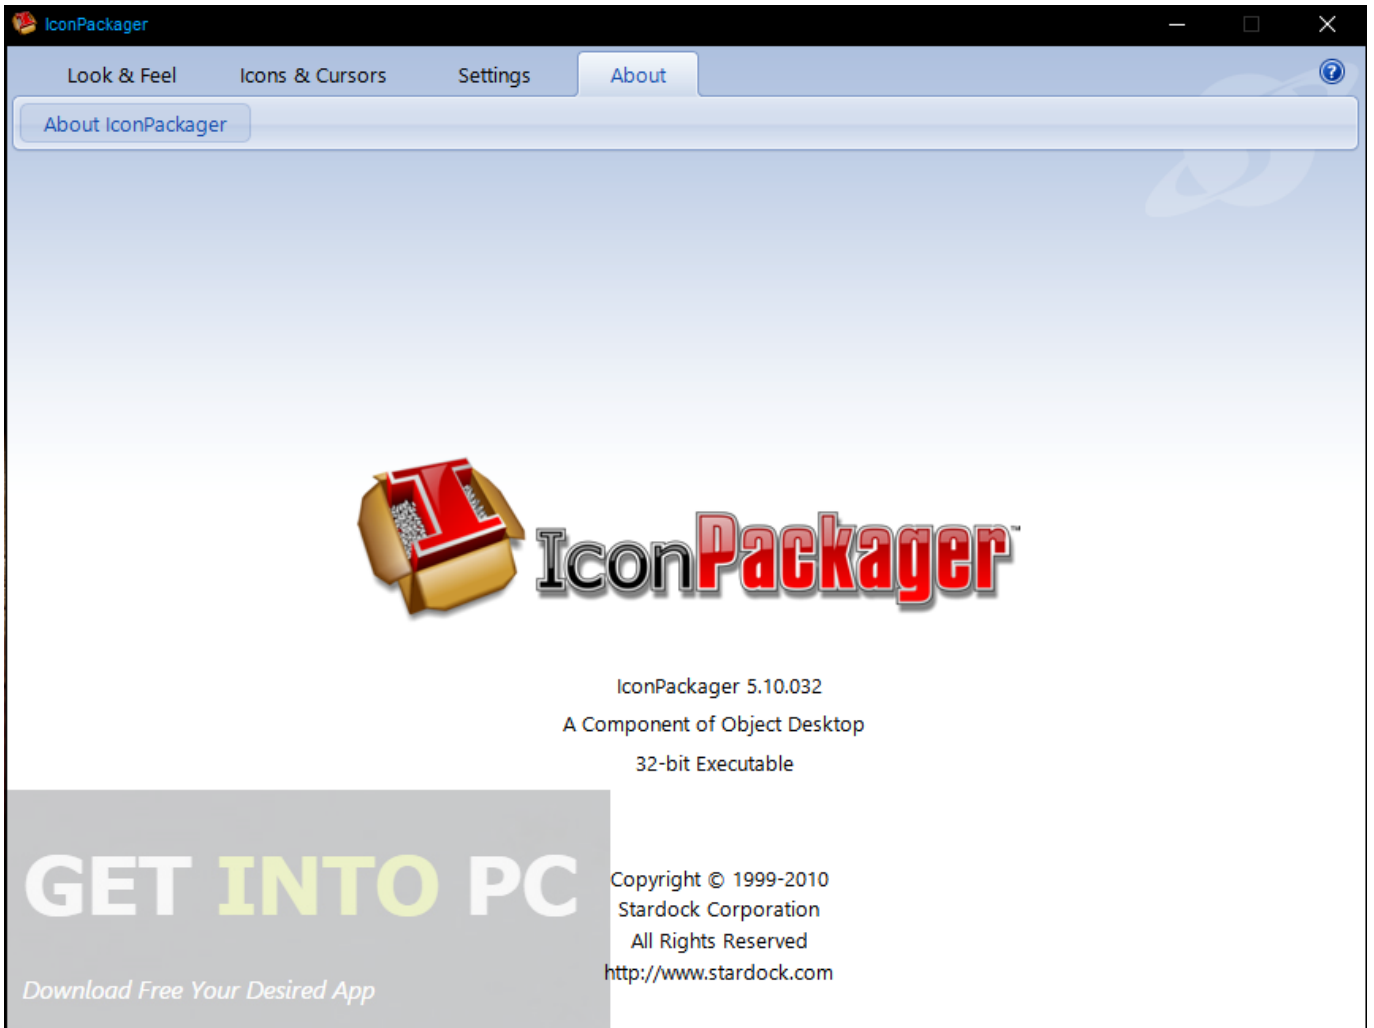 IconPackager
Look & Feel Icons & Cursors Settings About
About IconPackager
IconPackager™
IconPackager 5.10.032
A Component of Object Desktop
32-bit Executable
GET INTO PC
Download Free Your Desired App
Copyright © 1999-2010
Stardock Corporation
All Rights Reserved
http://www.stardock.com